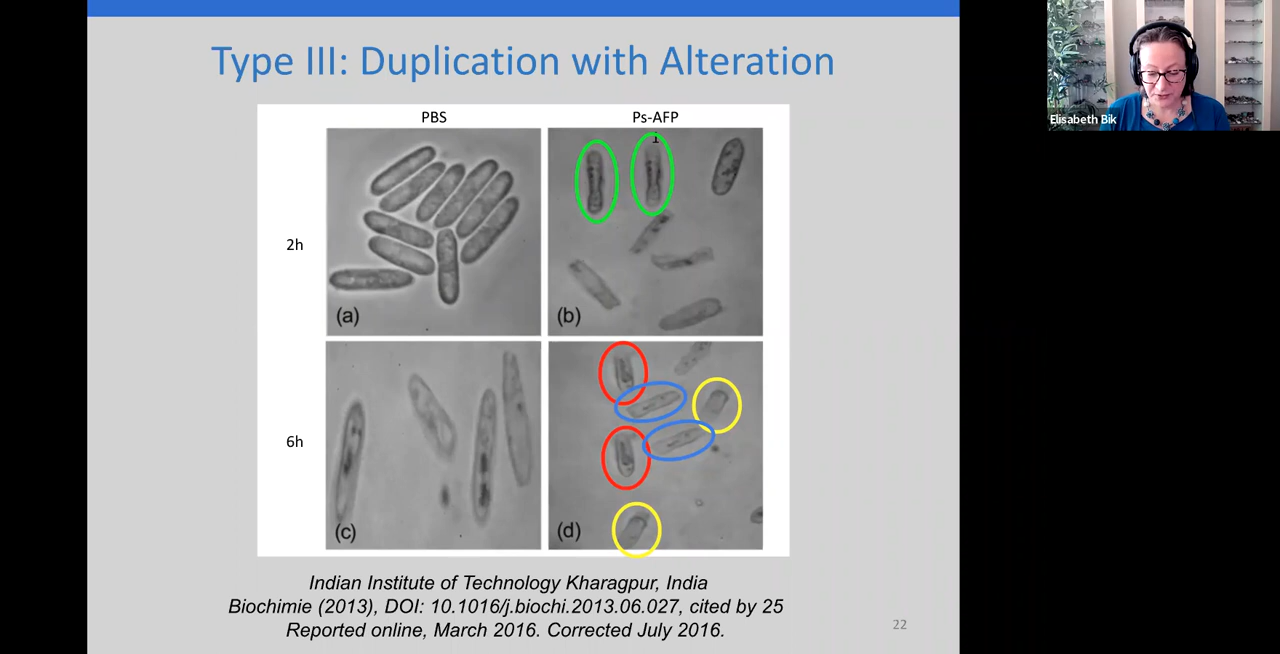 Type III: Duplication with Alteration
Elisabeth Bik
PBS
Ps-AFP
2h
(a)
(b)
6h
(c)
(d)
Indian Institute of Technology Kharagpur, India
Biochimie (2013), DOI: 10.1016/j.biochi.2013.06.027, cited by 25
Reported online, March 2016. Corrected July 2016.
22